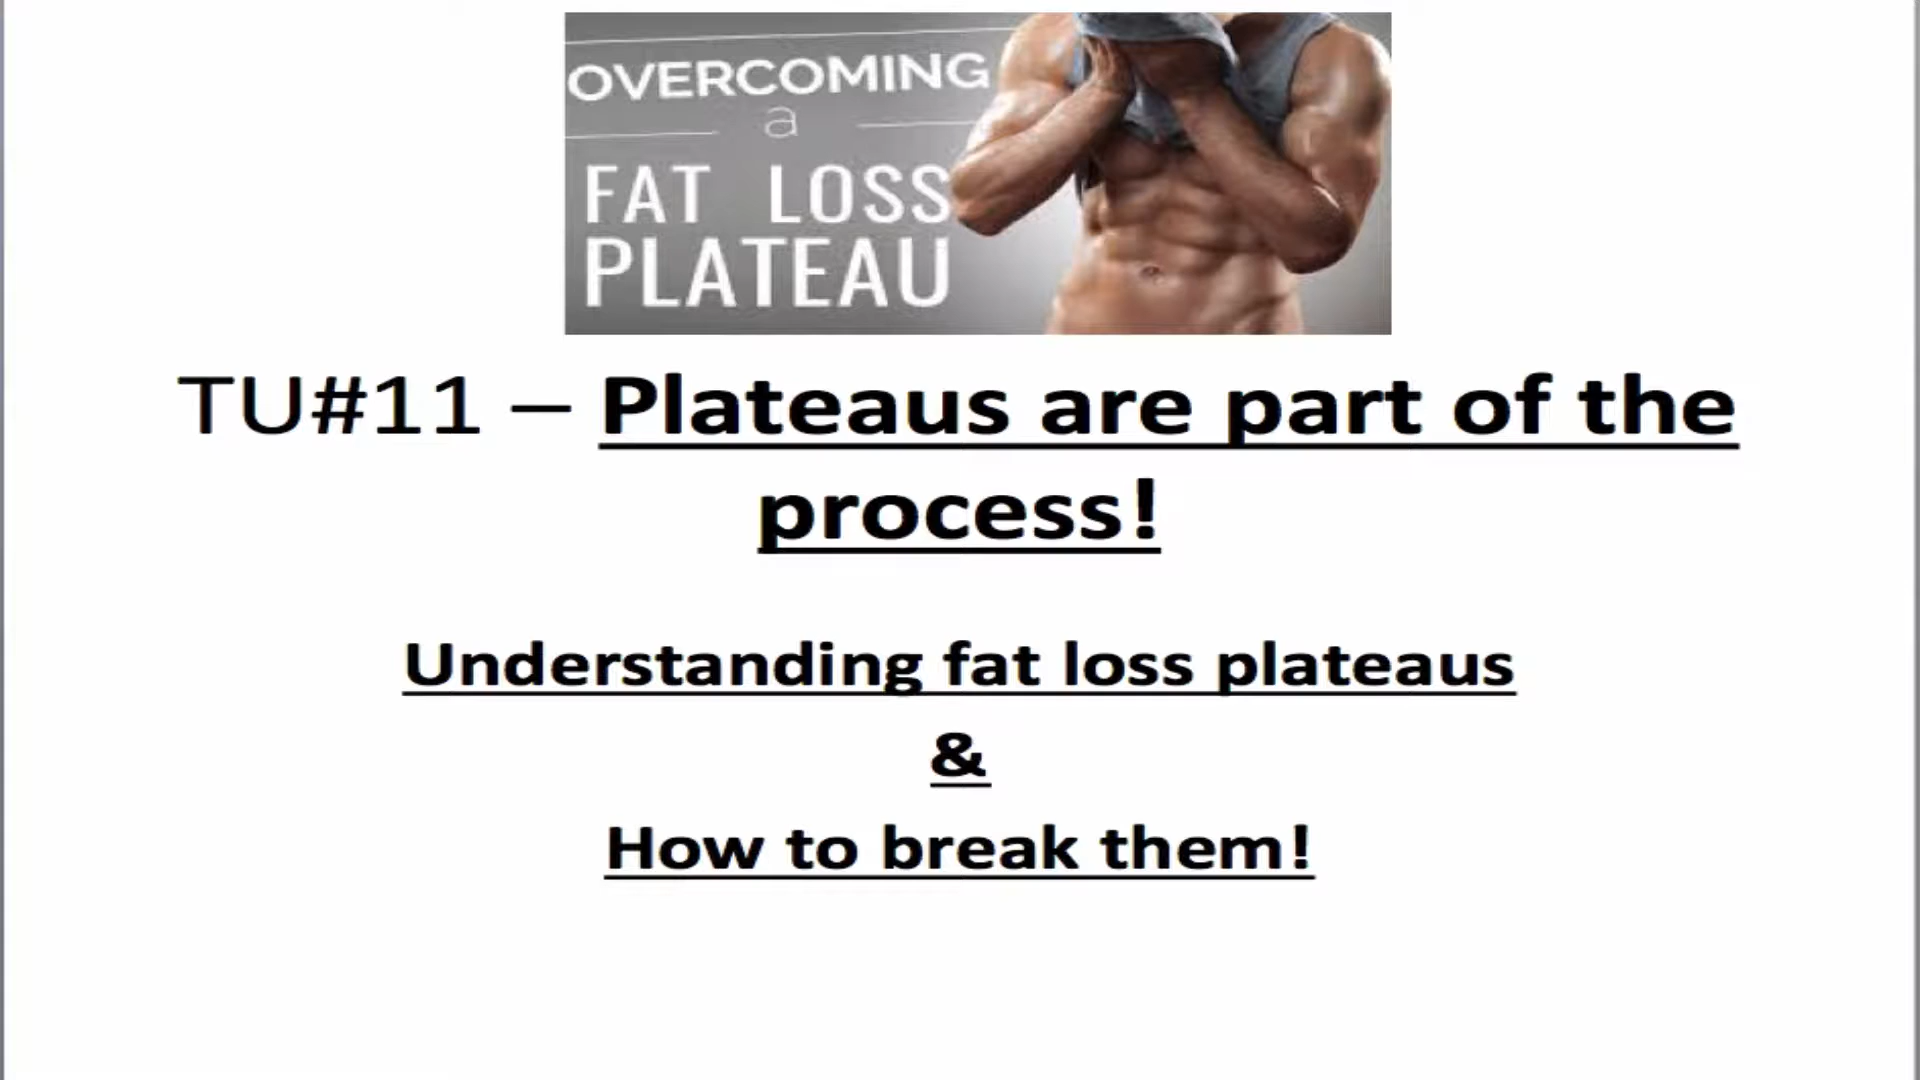 OVERCOMING
a
FAT LOSS
PLATEAU
TU#11 – Plateaus are part of the
process!
Understanding fat loss plateaus
&
How to break them!